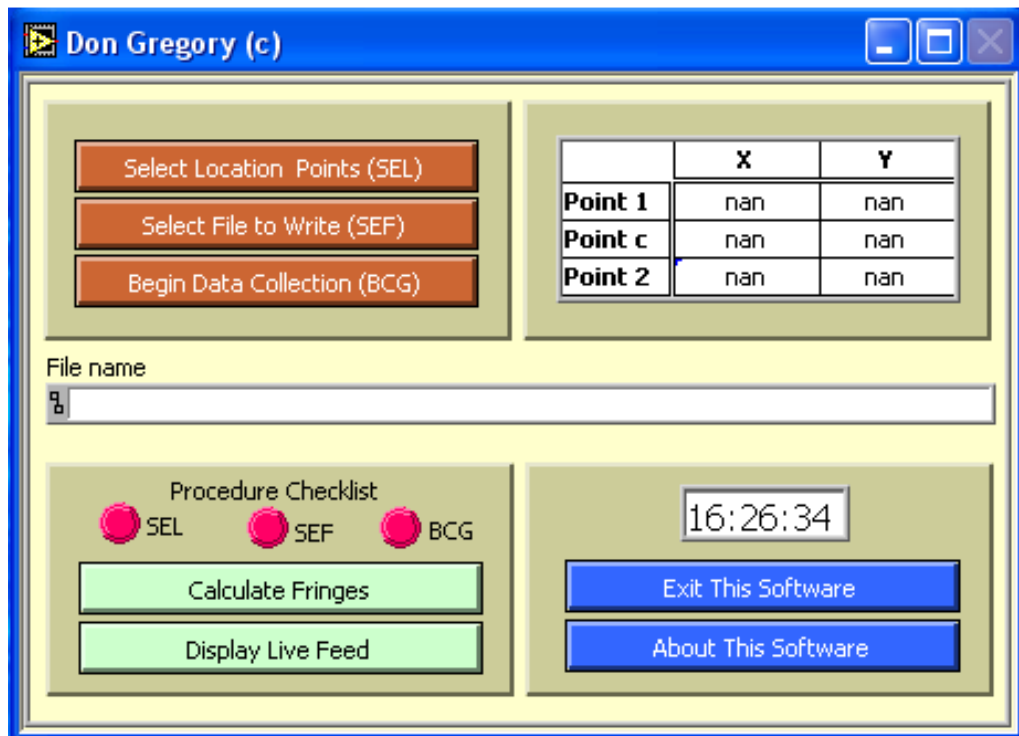 Don Gregory (c)
Select Location Points (SEL)
Select File to Write (SEF)
Begin Data Collection (BCG)
X Y
Point 1 nan nan
Point c nan nan
Point 2 nan nan
File name
Procedure Checklist
SEL SEF BCG
Calculate Fringes
Display Live Feed
16:26:34
Exit This Software
About This Software